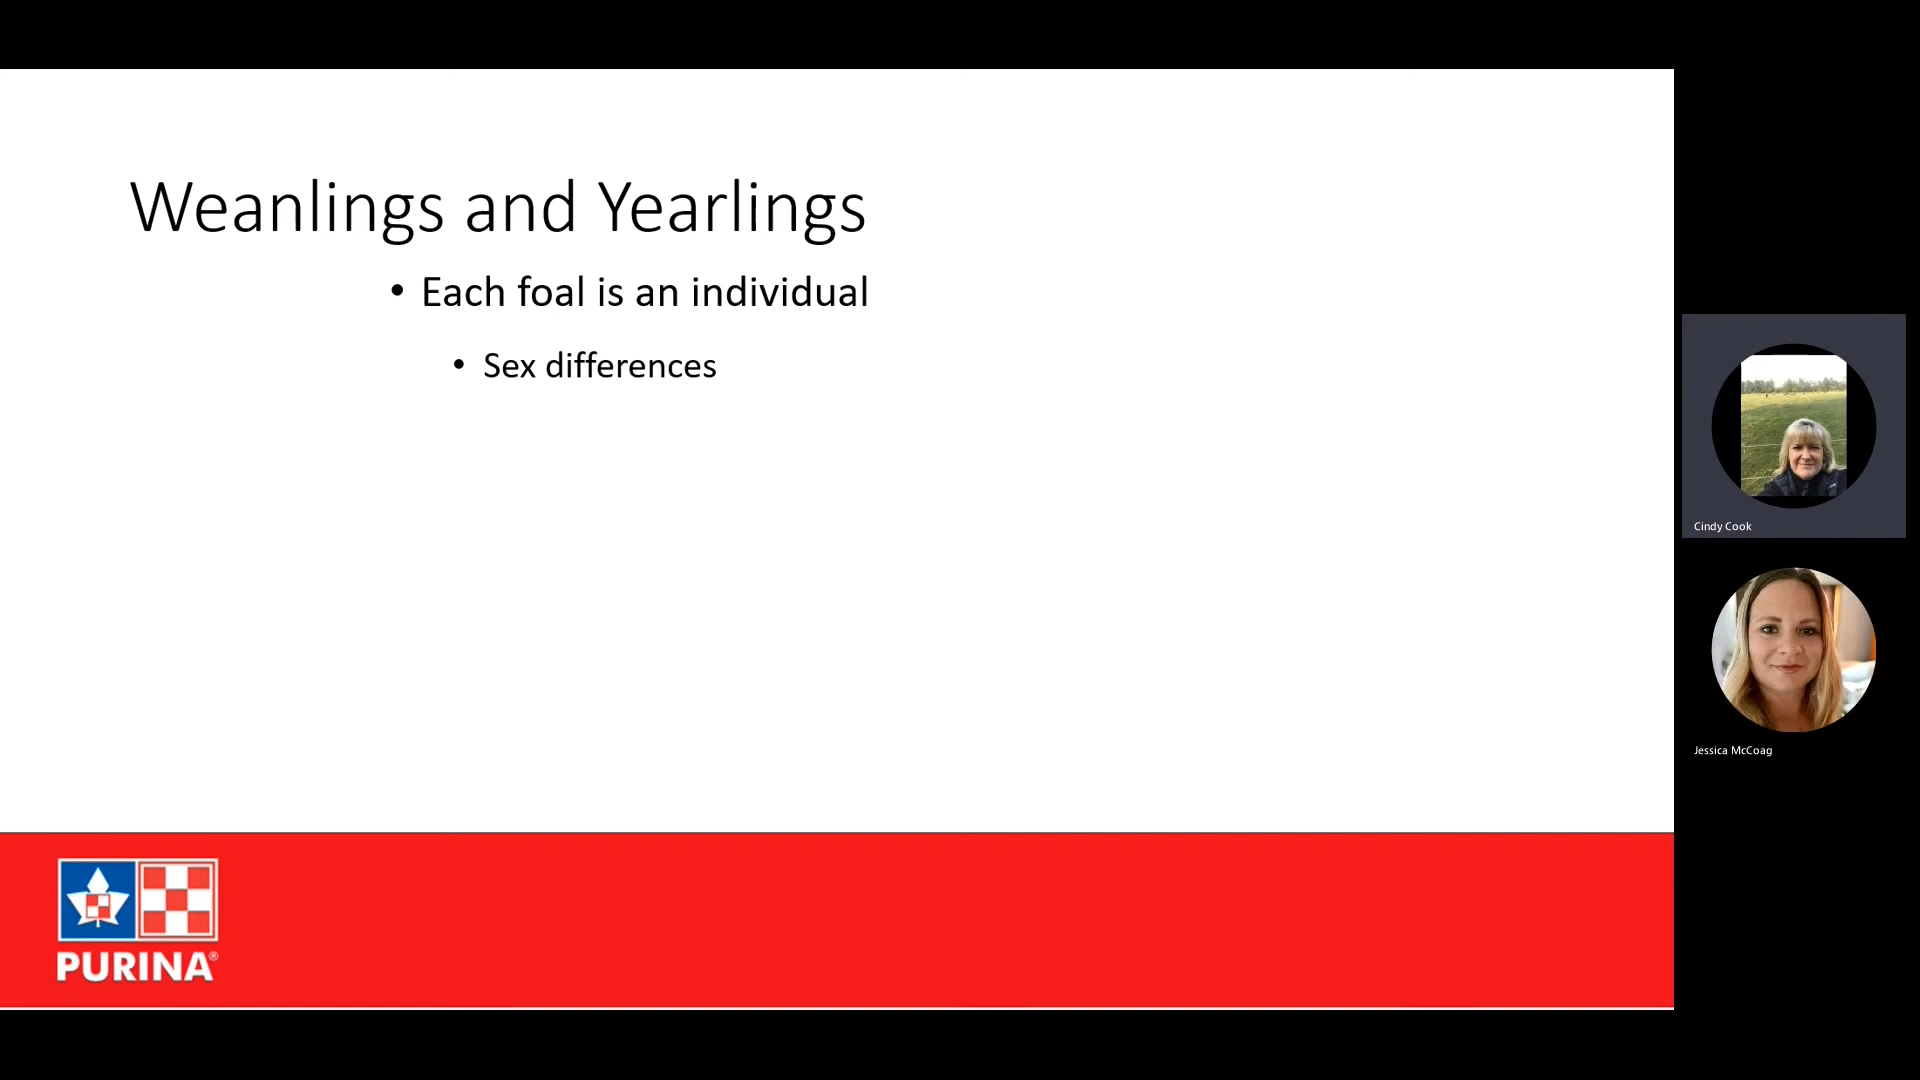 Weanlings and Yearlings
• Each foal is an individual
• Sex differences
Cindy Cook
Jessica McCoag
PURINA®